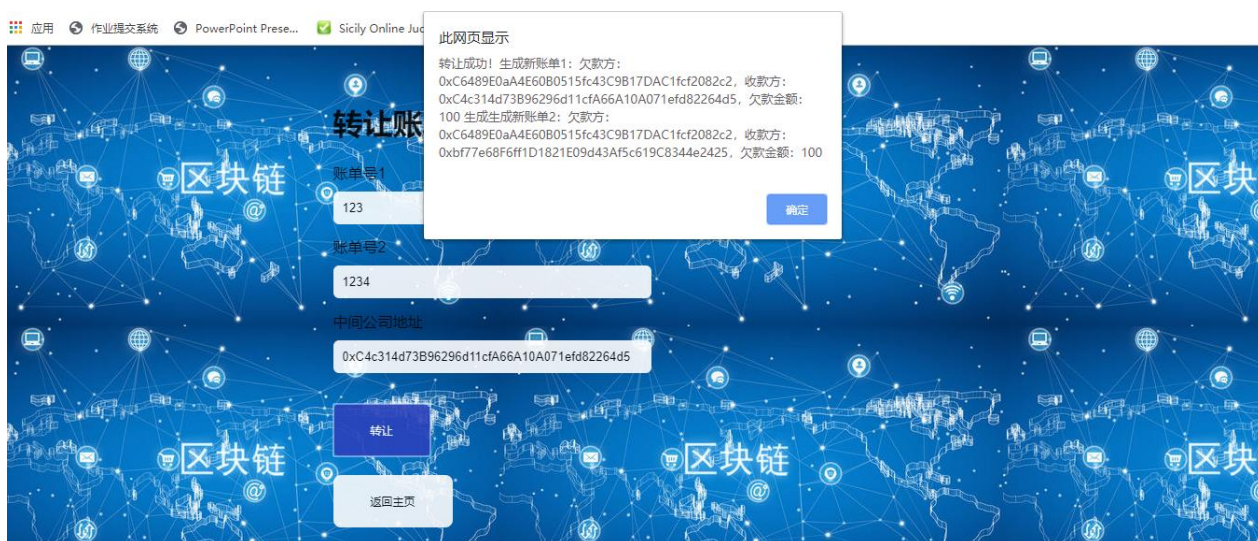 应用 作业提交系统 PowerPoint Prese... Sicily Online Juc
此网页显示
转让成功！生成新账单1：欠款方：
0xC6489E0aA4E60B0515fc43C9B17DAC1fcf2082c2，收款方：
0xC4c314d73B96296d11cfA66A10A071efd82264d5，欠款金额：
100 生成生成新账单2：欠款方：
0xC6489E0aA4E60B0515fc43C9B17DAC1fcf2082c2，收款方：
0xbf77e68F6ff1D1821E09d43Af5c619C8344e2425，欠款金额：100
确定
转让账
账单号1
123
账单号2
1234
中间公司地址
0xC4c314d73B96296d11cfA66A10A071efd82264d5
转让
返回主页
区块链
区块
区块链
区块链
区块